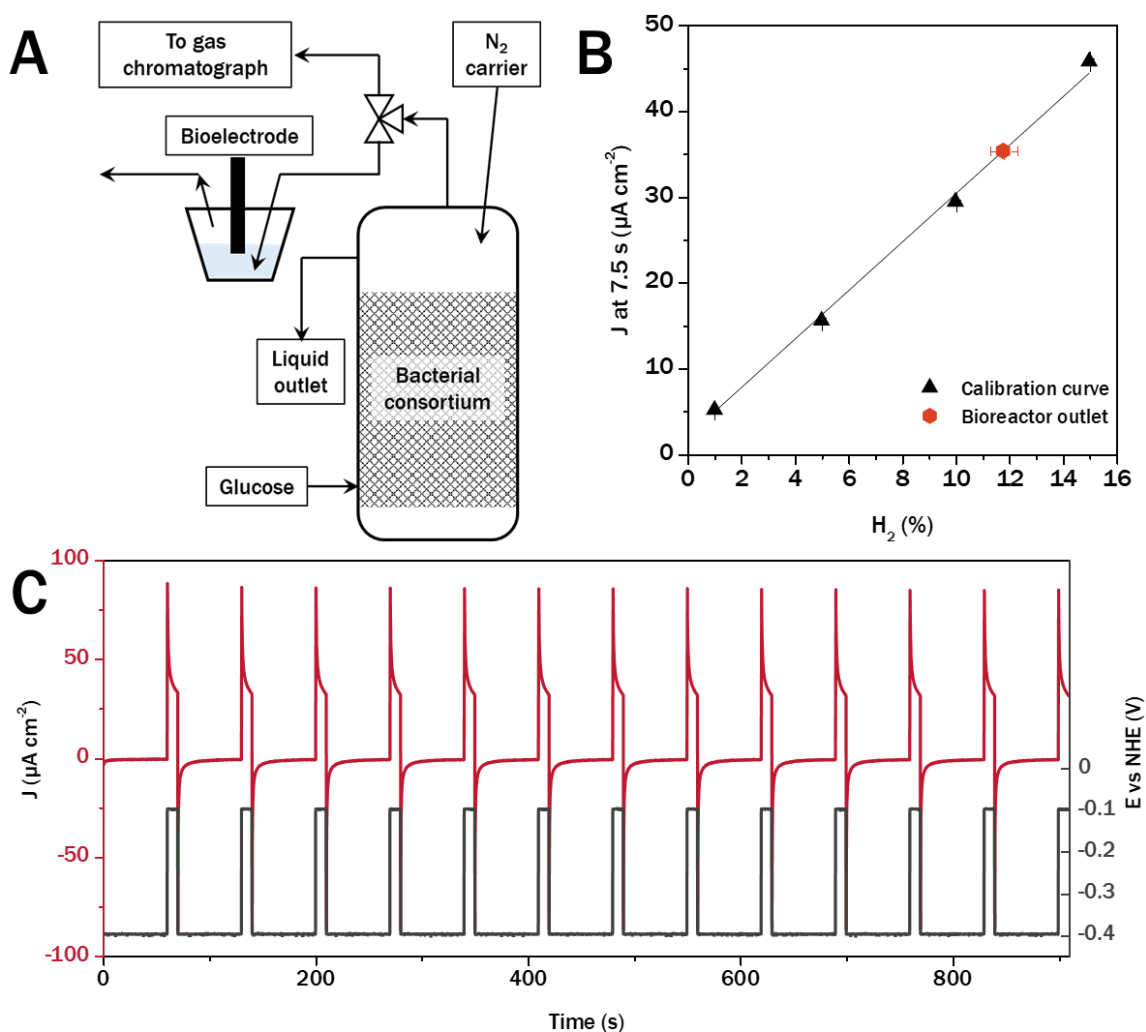 A
To gas
chromatograph
N₂
carrier
Bioelectrode
Liquid
outlet
Bacterial
consortium
Glucose
B
50
40
30
20
10
0
J at 7.5 s (µA cm⁻²)
Calibration curve
Bioreactor outlet
0 2 4 6 8 10 12 14 16
H₂ (%)
C
100
50
0
-50
-100
J (µA cm⁻²)
0
-0.1
-0.2
-0.3
-0.4
E vs NHE (V)
0 200 400 600 800
Time (s)